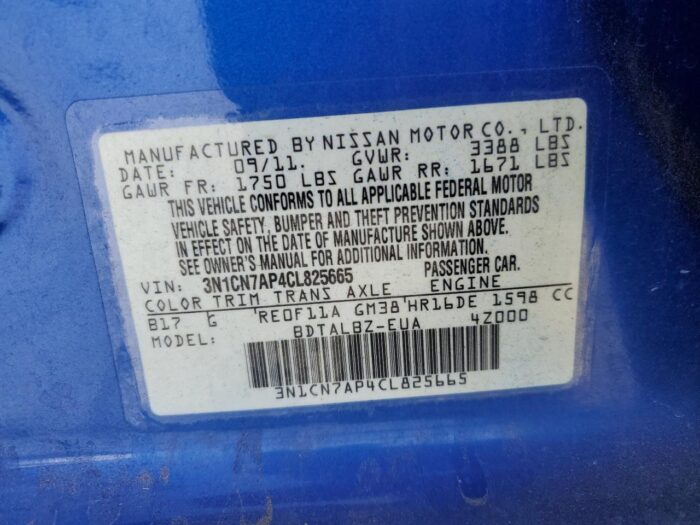 MANUFACTURED BY NISSAN MOTOR CO., LTD.
DATE: 09/11. GVWR: 3388 LBS
GAWR FR: 1750 LBS GAWR RR: 1671 LBS
THIS VEHICLE CONFORMS TO ALL APPLICABLE FEDERAL MOTOR
VEHICLE SAFETY, BUMPER AND THEFT PREVENTION STANDARDS
IN EFFECT ON THE DATE OF MANUFACTURE SHOWN ABOVE.
SEE OWNER'S MANUAL FOR ADDITIONAL INFORMATION.
VIN: 3N1CN7AP4CL825665 PASSENGER CAR.
COLOR TRIM TRANS AXLE ENGINE
B17 G RE0F11A GM38 HR16DE 1598 CC
MODEL: BDTALBZ-EUA 4Z000
3N1CN7AP4CL825665